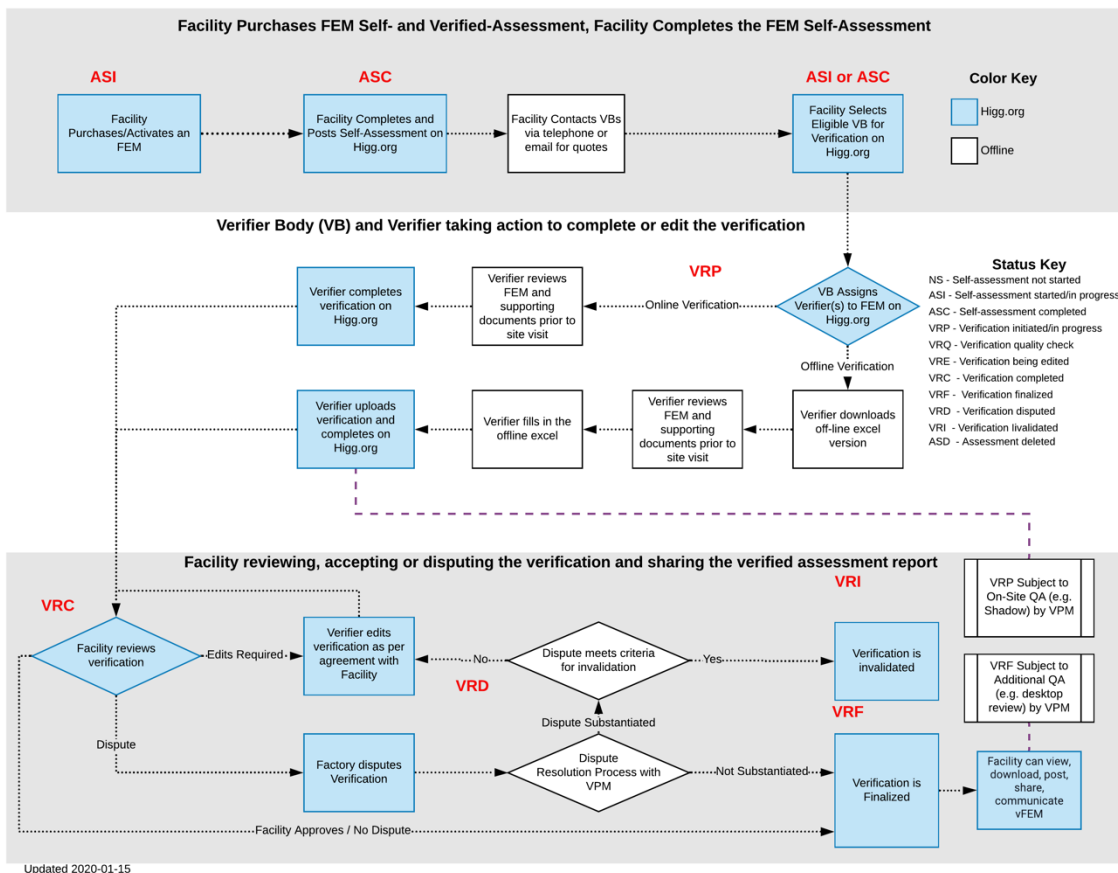 Facility Purchases FEM Self- and Verified-Assessment, Facility Completes the FEM Self-Assessment
ASI
ASC
ASI or ASC
Color Key
Facility
Purchases/Activates an
FEM
Facility Completes and
Posts Self-Assessment on
Higg.org
Facility Contacts VBs
via telephone or
email for quotes
Facility Selects
Eligible VB for
Verification on
Higg.org
Higg.org
Offline
Verifier Body (VB) and Verifier taking action to complete or edit the verification
VRP
Verifier completes
verification on
Higg.org
Verifier reviews
FEM and
supporting
documents prior to
site visit
Online Verification
VB Assigns
Verifier(s) to FEM on
Higg.org
Status Key
NS - Self-assessment not started
ASI - Self-assessment started/in progress
ASC - Self-assessment completed
VRP - Verification initiated/in progress
VRQ - Verification quality check
VRE - Verification being edited
VRC - Verification completed
VRF - Verification finalized
VRD - Verification disputed
VRI - Verification Iivalidated
ASD - Assessment deleted
Offline Verification
Verifier uploads
verification and
completes on
Higg.org
Verifier fills in the
offline excel
Verifier reviews
FEM and
supporting
documents prior to
site visit
Verifier downloads
off-line excel
version
Facility reviewing, accepting or disputing the verification and sharing the verified assessment report
VRI
VRC
Facility reviews
verification
Edits Required
Verifier edits
verification as per
agreement with
Facility
No
VRD
Dispute meets criteria
for invalidation
Yes
Verification is
invalidated
VRP Subject to
On-Site QA (e.g.
Shadow) by VPM
VRF
VRF Subject to
Additional QA
(e.g. desktop
review) by VPM
Dispute Substantiated
Dispute
Factory disputes
Verification
Dispute
Resolution Process with
VPM
Not Substantiated
Verification is
Finalized
Facility can view,
download, post,
share,
communicate
vFEM
Facility Approves / No Dispute
Updated 2020-01-15